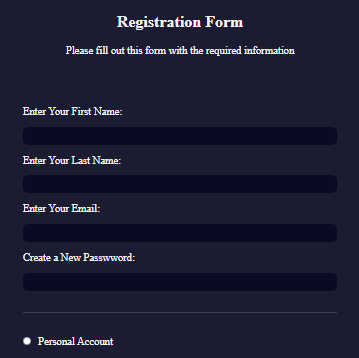 Registration Form
Please fill out this form with the required information
Enter Your First Name:
Enter Your Last Name:
Enter Your Email:
Create a New Passwword:
Personal Account